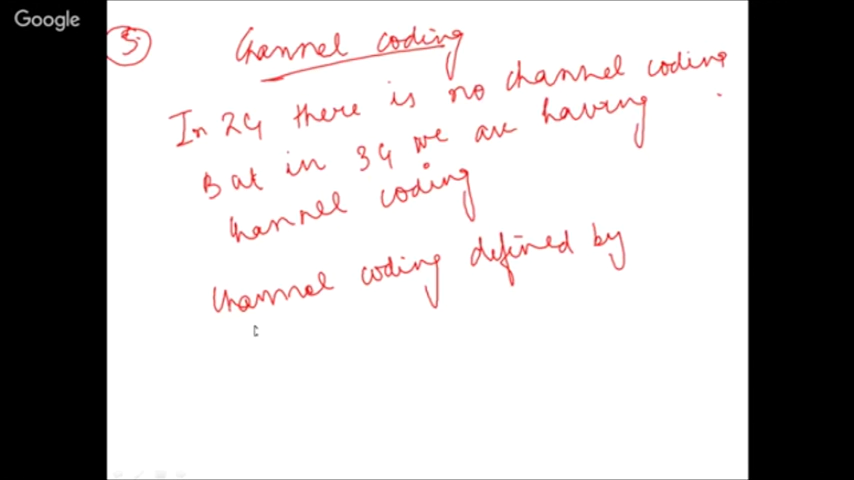 Google
5.
Channel coding
In 2G there is no channel coding.
But in 3G we are having
Channel coding
Channel coding defined by